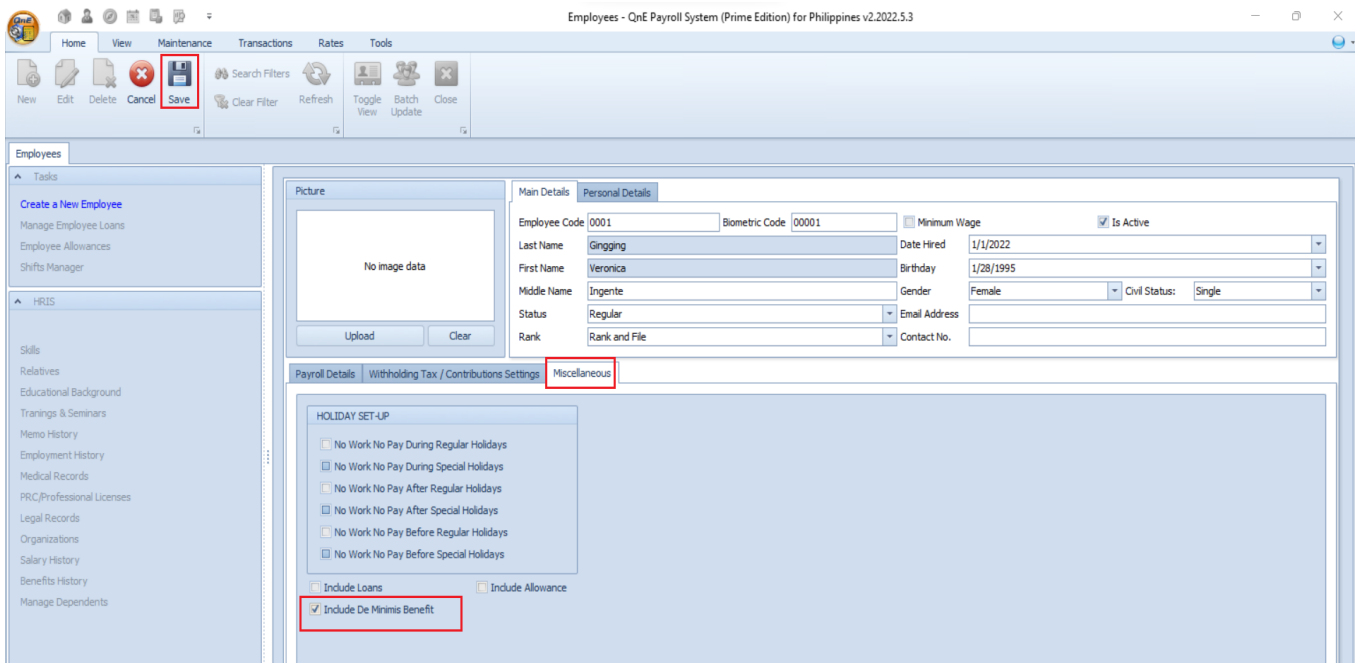 QnE
Employees - QnE Payroll System (Prime Edition) for Philippines v2.2022.5.3
Home View Maintenance Transactions Rates Tools
New Edit Delete Cancel Save
Search Filters
Clear Filter
Refresh
Toggle View
Batch Update
Close
Employees
Tasks
Create a New Employee
Manage Employee Loans
Employee Allowances
Shifts Manager
HRIS
Skills
Relatives
Educational Background
Tranings & Seminars
Memo History
Employment History
Medical Records
PRC/Professional Licenses
Legal Records
Organizations
Salary History
Benefits History
Manage Dependents
Picture
No image data
Upload Clear
Main Details Personal Details
Employee Code 0001 Biometric Code 00001 Minimum Wage Is Active
Last Name Gingging Date Hired 1/1/2022
First Name Veronica Birthday 1/28/1995
Middle Name Ingente Gender Female Civil Status: Single
Status Regular Email Address
Rank Rank and File Contact No.
Payroll Details Withholding Tax / Contributions Settings Miscellaneous
HOLIDAY SET-UP
No Work No Pay During Regular Holidays
No Work No Pay During Special Holidays
No Work No Pay After Regular Holidays
No Work No Pay After Special Holidays
No Work No Pay Before Regular Holidays
No Work No Pay Before Special Holidays
Include Loans Include Allowance
Include De Minimis Benefit